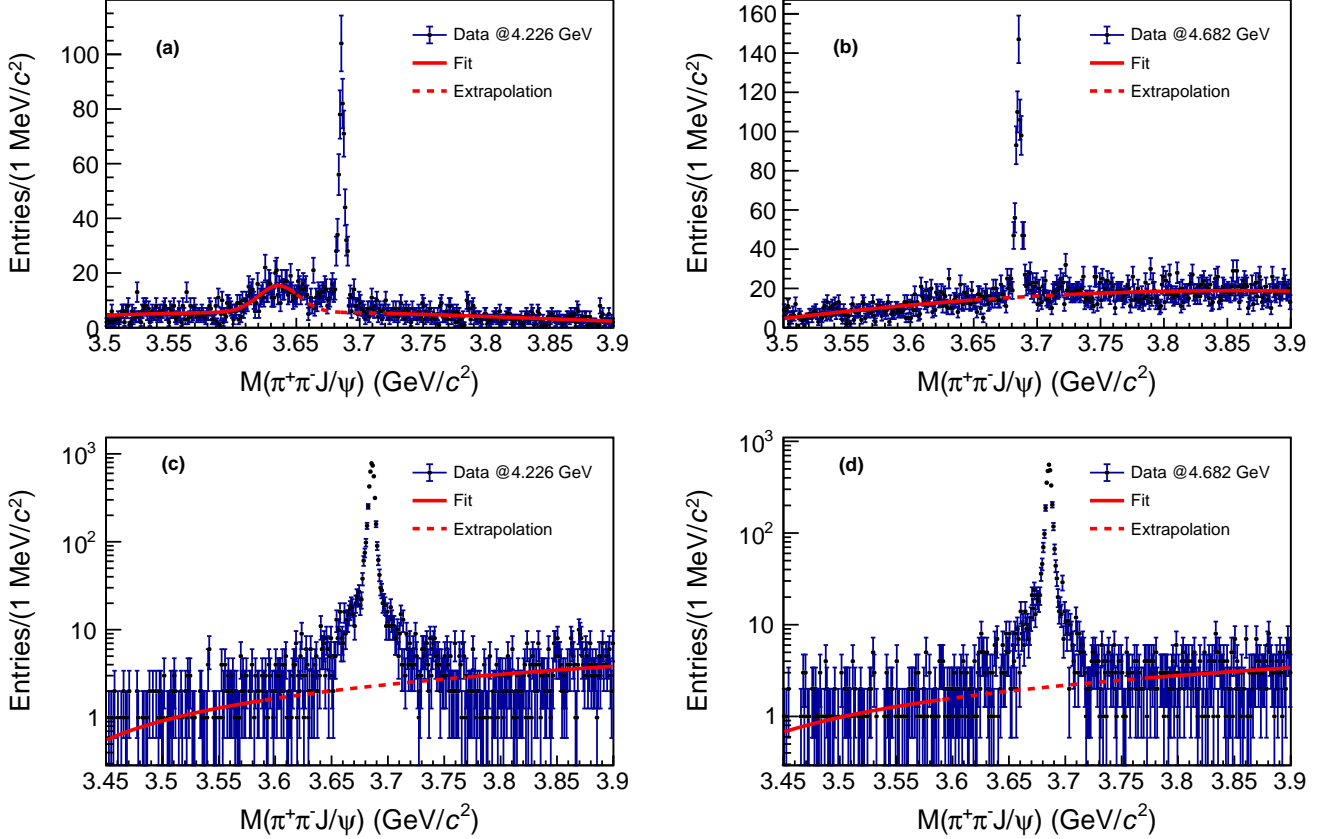 (a)
Data @4.226 GeV
Fit
Extrapolation
Entries/(1 MeV/c²)
100
80
60
40
20
0
3.5 3.55 3.6 3.65 3.7 3.75 3.8 3.85 3.9
M(π⁺π⁻J/ψ) (GeV/c²)
(b)
Data @4.682 GeV
Fit
Extrapolation
Entries/(1 MeV/c²)
160
140
120
100
80
60
40
20
0
3.5 3.55 3.6 3.65 3.7 3.75 3.8 3.85 3.9
M(π⁺π⁻J/ψ) (GeV/c²)
(c)
Data @4.226 GeV
Fit
Extrapolation
Entries/(1 MeV/c²)
10³
10²
10
1
3.45 3.5 3.55 3.6 3.65 3.7 3.75 3.8 3.85 3.9
M(π⁺π⁻J/ψ) (GeV/c²)
(d)
Data @4.682 GeV
Fit
Extrapolation
Entries/(1 MeV/c²)
10³
10²
10
1
3.45 3.5 3.55 3.6 3.65 3.7 3.75 3.8 3.85 3.9
M(π⁺π⁻J/ψ) (GeV/c²)